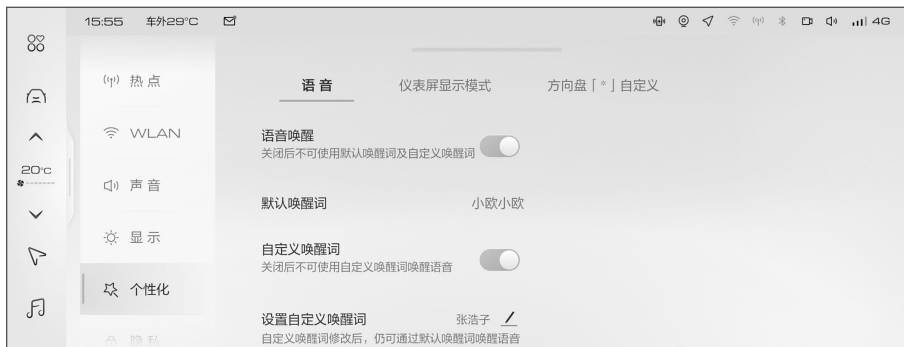 15:55 车外29°C 4G
20°C
热点
WLAN
声音
显示
个性化
隐私
语音 仪表屏显示模式 方向盘「*」自定义
语音唤醒
关闭后不可使用默认唤醒词及自定义唤醒词
默认唤醒词 小欧小欧
自定义唤醒词
关闭后不可使用自定义唤醒词唤醒语音
设置自定义唤醒词 张浩子
自定义唤醒词修改后，仍可通过默认唤醒词唤醒语音